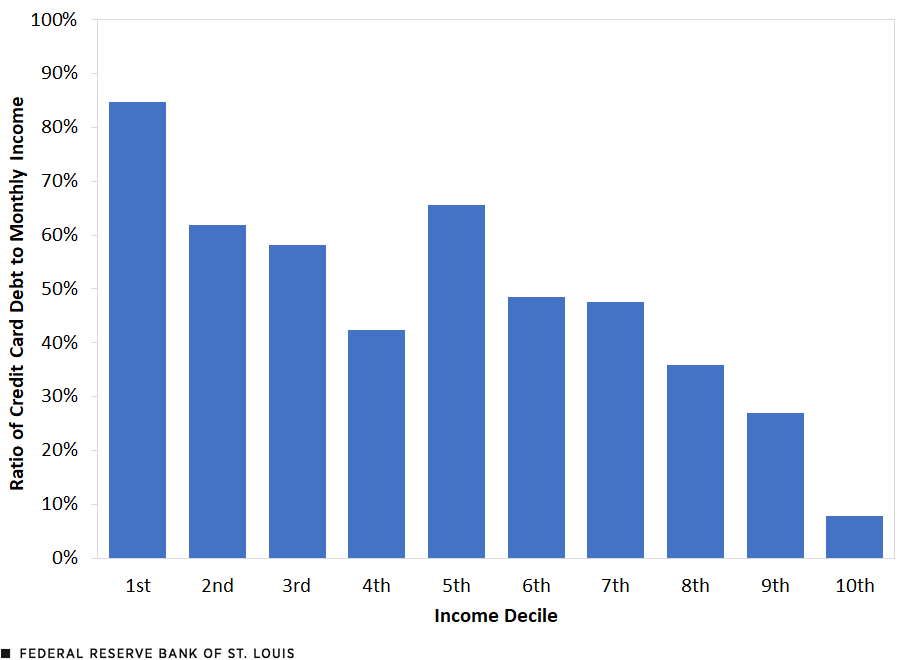 100%
90%
80%
70%
60%
50%
40%
30%
20%
10%
0%
Ratio of Credit Card Debt to Monthly Income
1st 2nd 3rd 4th 5th 6th 7th 8th 9th 10th
Income Decile
FEDERAL RESERVE BANK OF ST. LOUIS